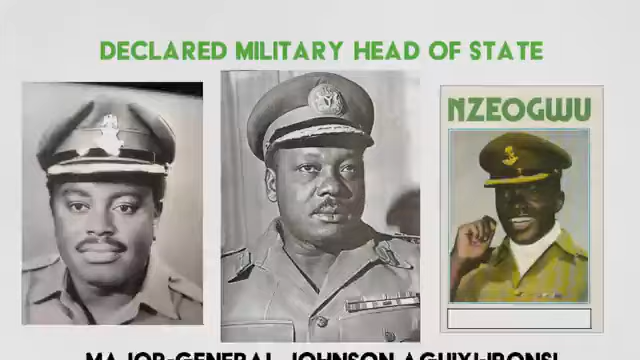 DECLARED MILITARY HEAD OF STATE
NZEOGWU
MAJOR-GENERAL JOHNSON AGUIYI-IRONSI